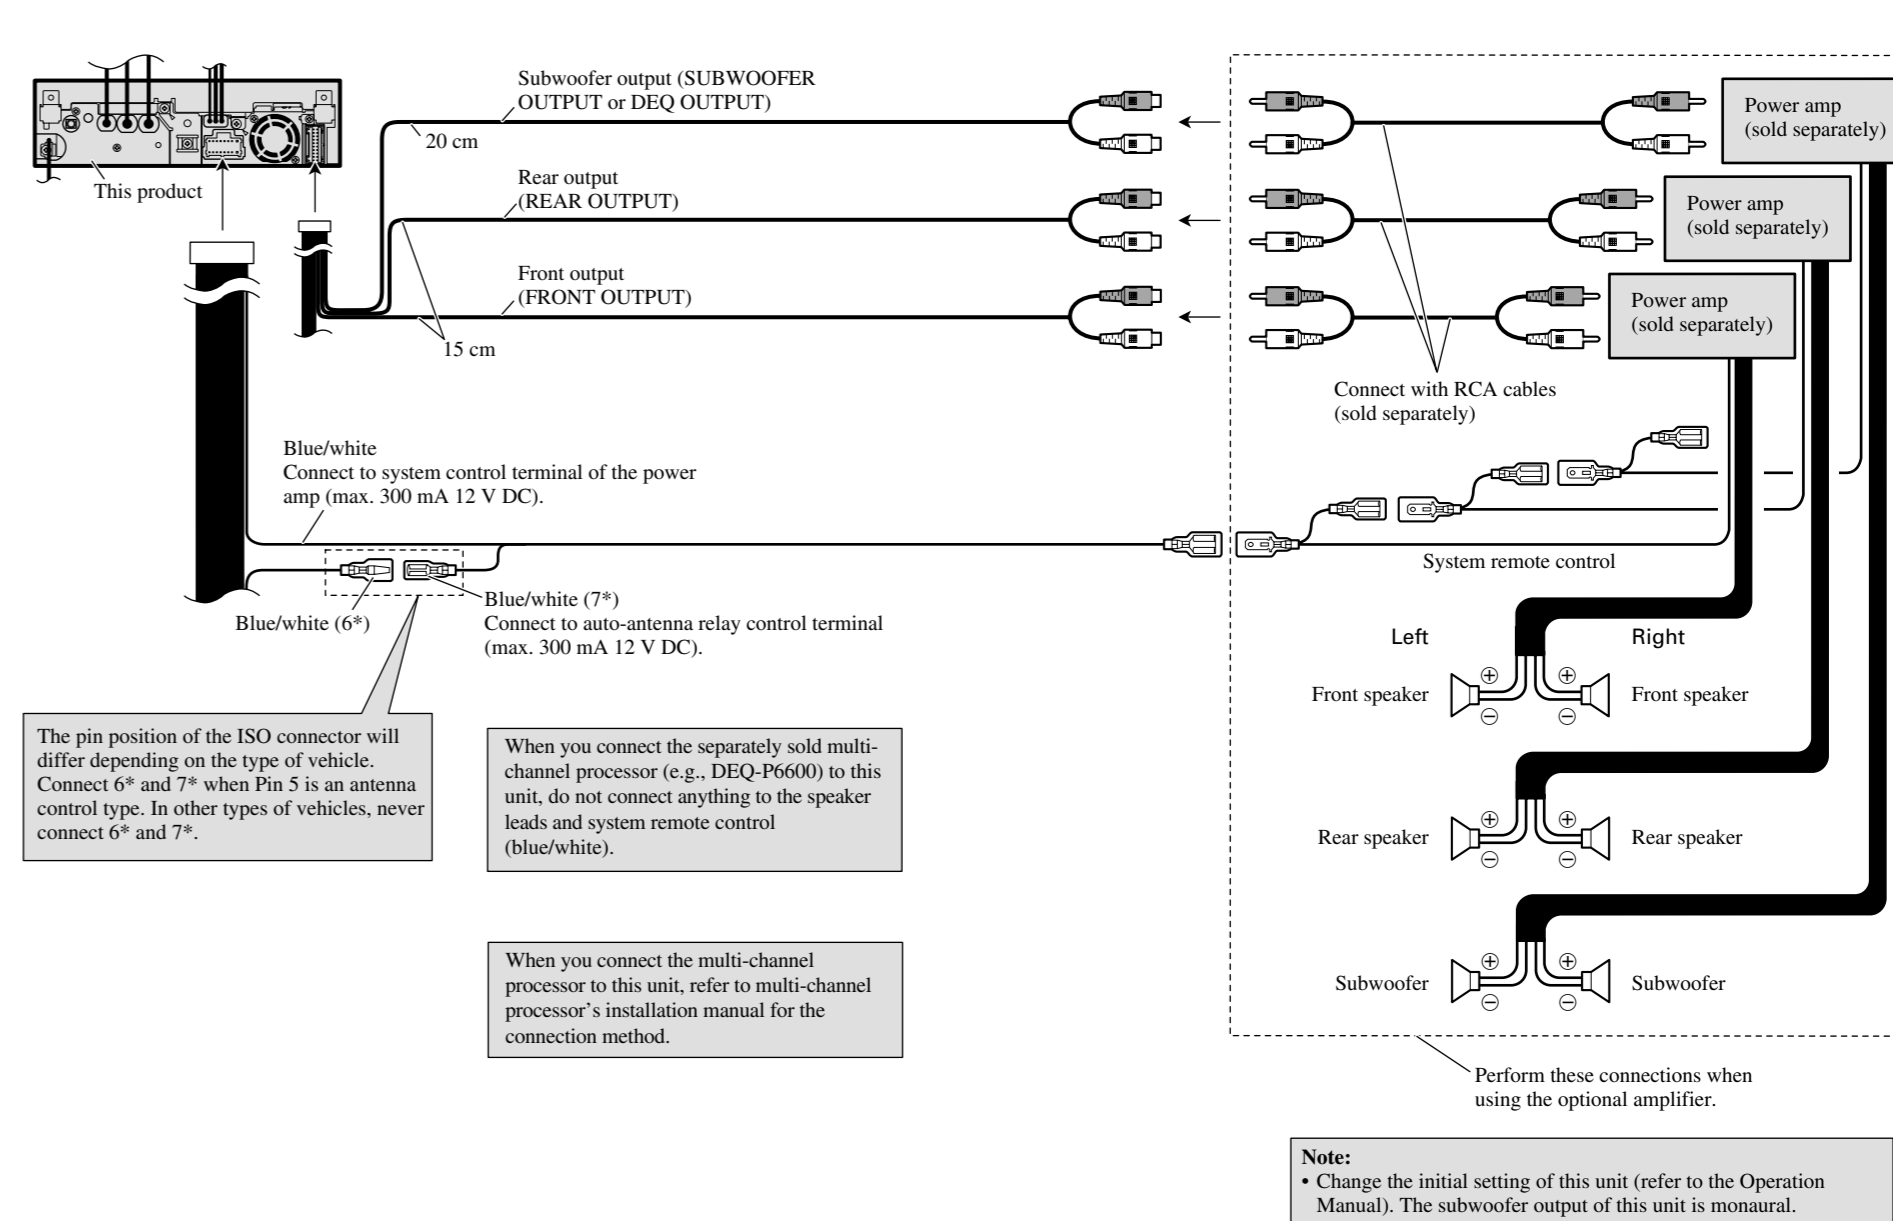 Subwoofer output (SUBWOOFER
OUTPUT or DEQ OUTPUT)
20 cm
This product
Rear output
(REAR OUTPUT)
Front output
(FRONT OUTPUT)
15 cm
Power amp
(sold separately)
Power amp
(sold separately)
Power amp
(sold separately)
Connect with RCA cables
(sold separately)
Blue/white
Connect to system control terminal of the power
amp (max. 300 mA 12 V DC).
System remote control
Blue/white (6*)
Blue/white (7*)
Connect to auto-antenna relay control terminal
(max. 300 mA 12 V DC).
Left
Right
Front speaker
+
+
Front speaker
−
−
The pin position of the ISO connector will
differ depending on the type of vehicle.
Connect 6* and 7* when Pin 5 is an antenna
control type. In other types of vehicles, never
connect 6* and 7*.
When you connect the separately sold multi-
channel processor (e.g., DEQ-P6600) to this
unit, do not connect anything to the speaker
leads and system remote control
(blue/white).
Rear speaker
+
+
Rear speaker
−
−
When you connect the multi-channel
processor to this unit, refer to multi-channel
processor’s installation manual for the
connection method.
Subwoofer
+
+
Subwoofer
−
−
Perform these connections when
using the optional amplifier.
Note:
• Change the initial setting of this unit (refer to the Operation
Manual). The subwoofer output of this unit is monaural.